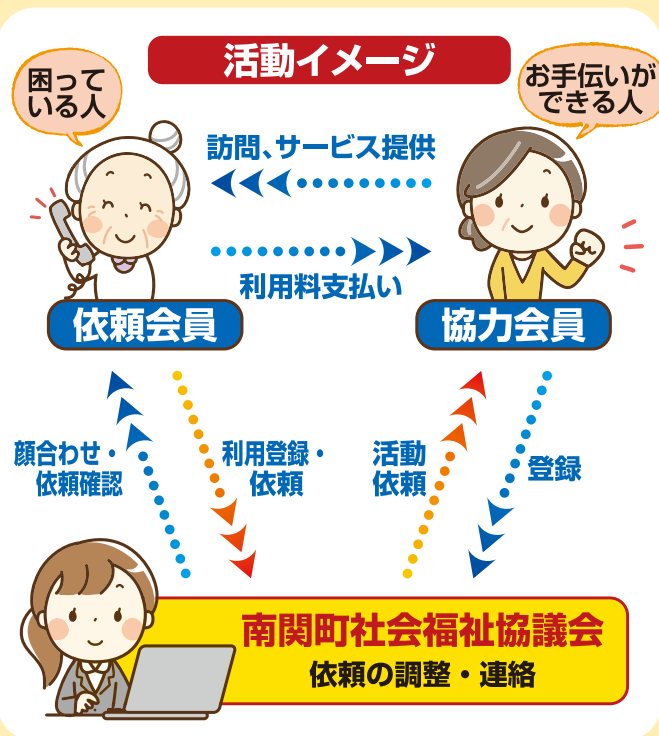 活動イメージ
困って
いる人
お手伝いが
できる人
訪問、サービス提供
利用料支払い
依頼会員
協力会員
顔合わせ・
依頼確認
利用登録・
依頼
活動
依頼
登録
南関町社会福祉協議会
依頼の調整・連絡